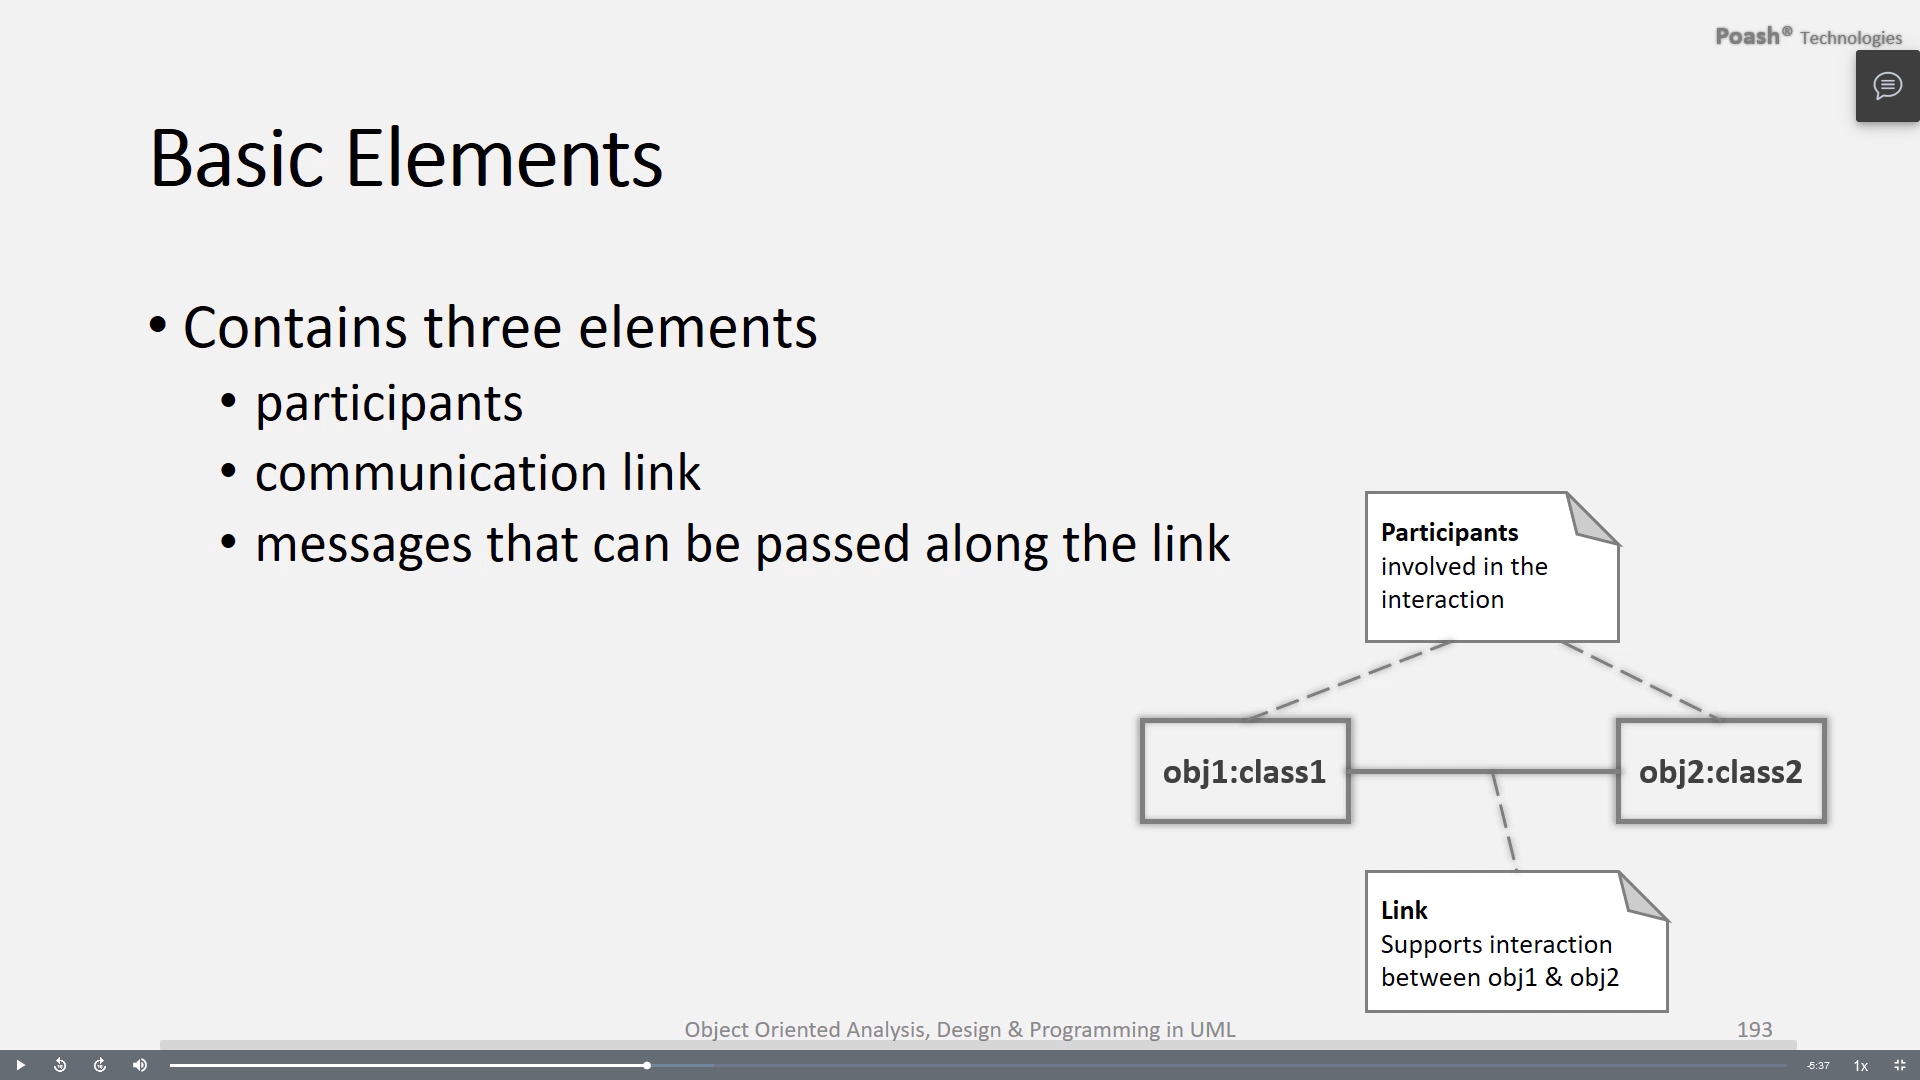 Poash® Technologies
Basic Elements
• Contains three elements
• participants
• communication link
• messages that can be passed along the link
Participants
involved in the
interaction
obj1:class1
obj2:class2
Link
Supports interaction
between obj1 & obj2
Object Oriented Analysis, Design & Programming in UML
193
-5:37
1x